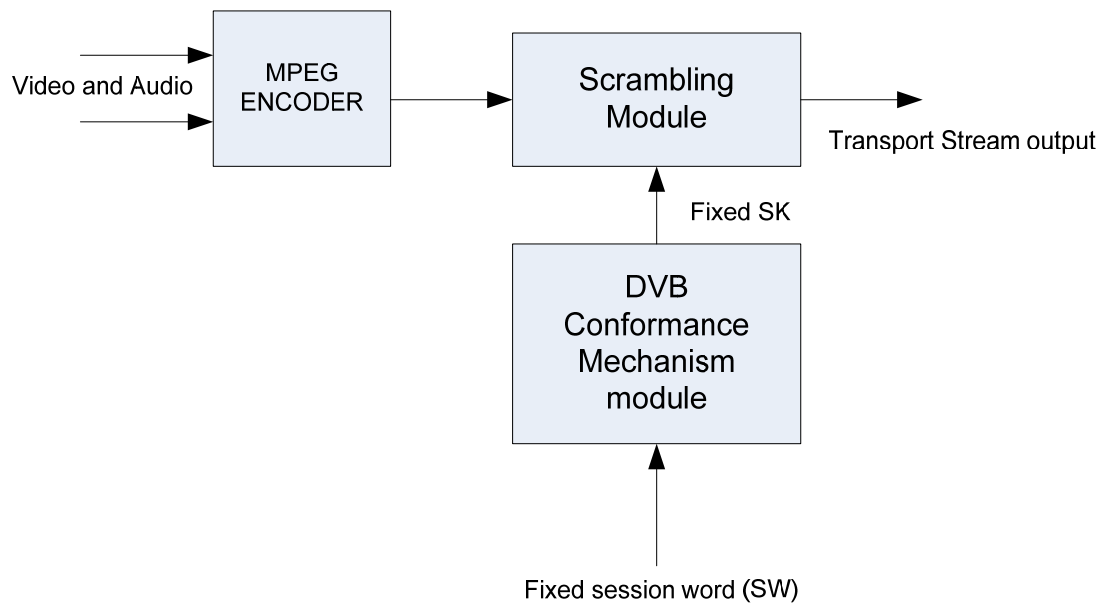 MPEG
ENCODER
Video and Audio
Scrambling
Module
Transport Stream output
Fixed SK
DVB
Conformance
Mechanism
module
Fixed session word (SW)